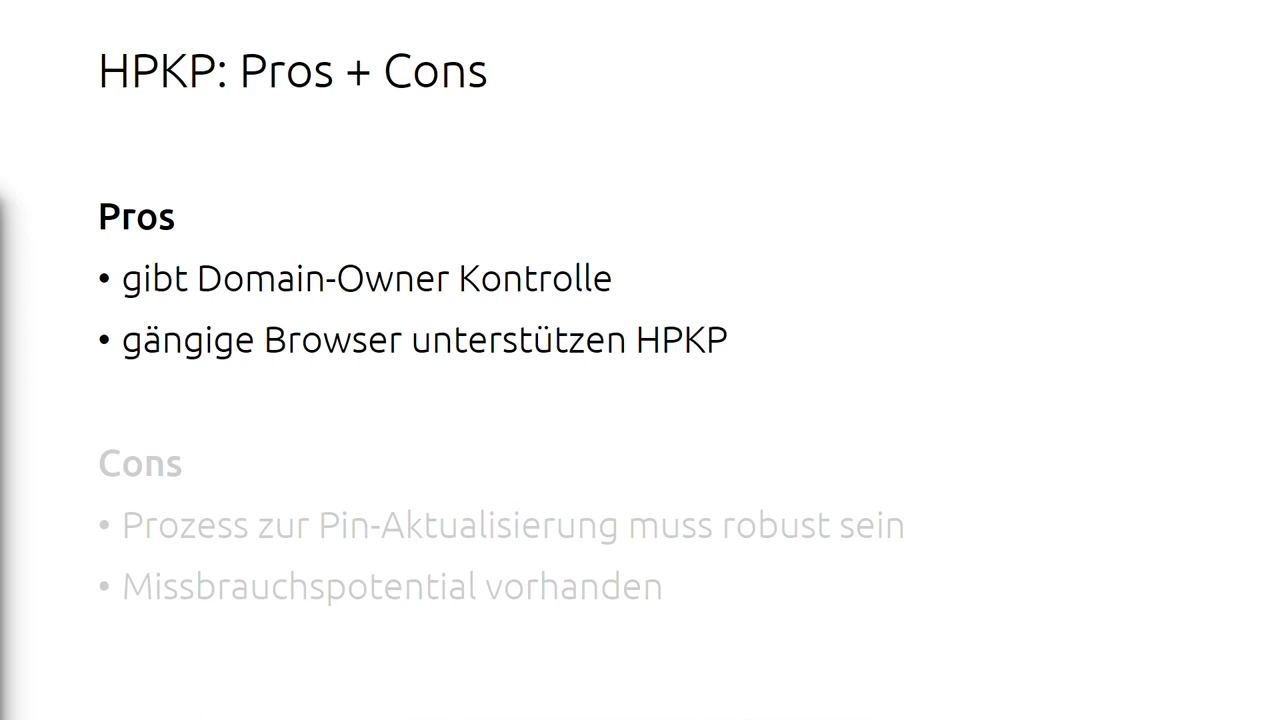 HPKP: Pros + Cons
Pros
• gibt Domain-Owner Kontrolle
• gängige Browser unterstützen HPKP
Cons
• Prozess zur Pin-Aktualisierung muss robust sein
• Missbrauchspotential vorhanden